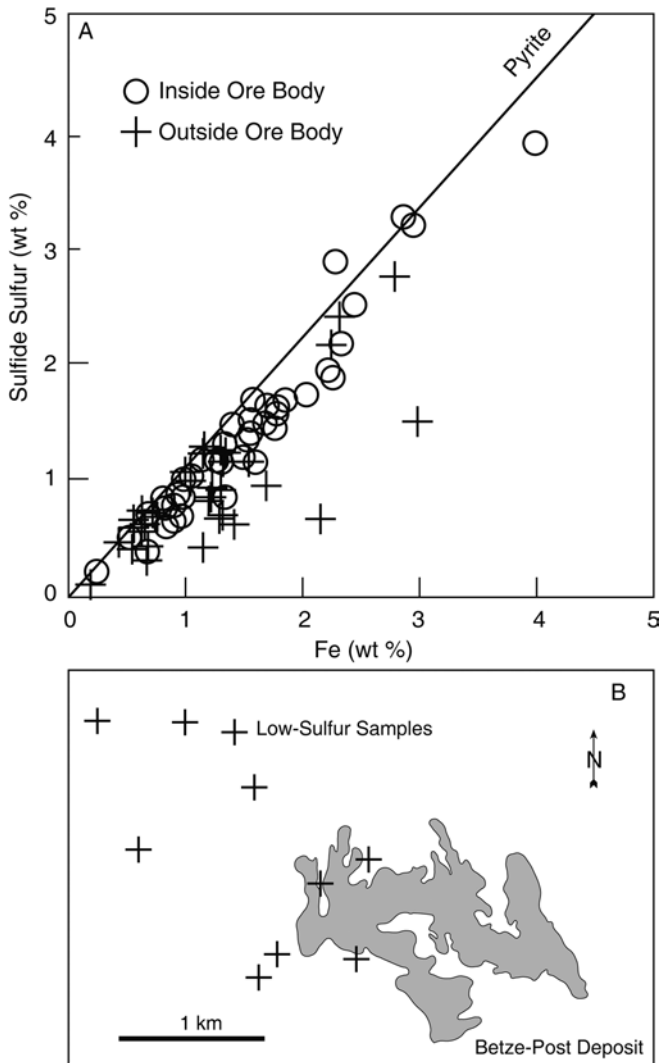 A
Pyrite
Inside Ore Body
Outside Ore Body
Sulfide Sulfur (wt %)
5
4
3
2
1
0
0 1 2 3 4 5
Fe (wt %)
B
Low-Sulfur Samples
N
1 km
Betze-Post Deposit